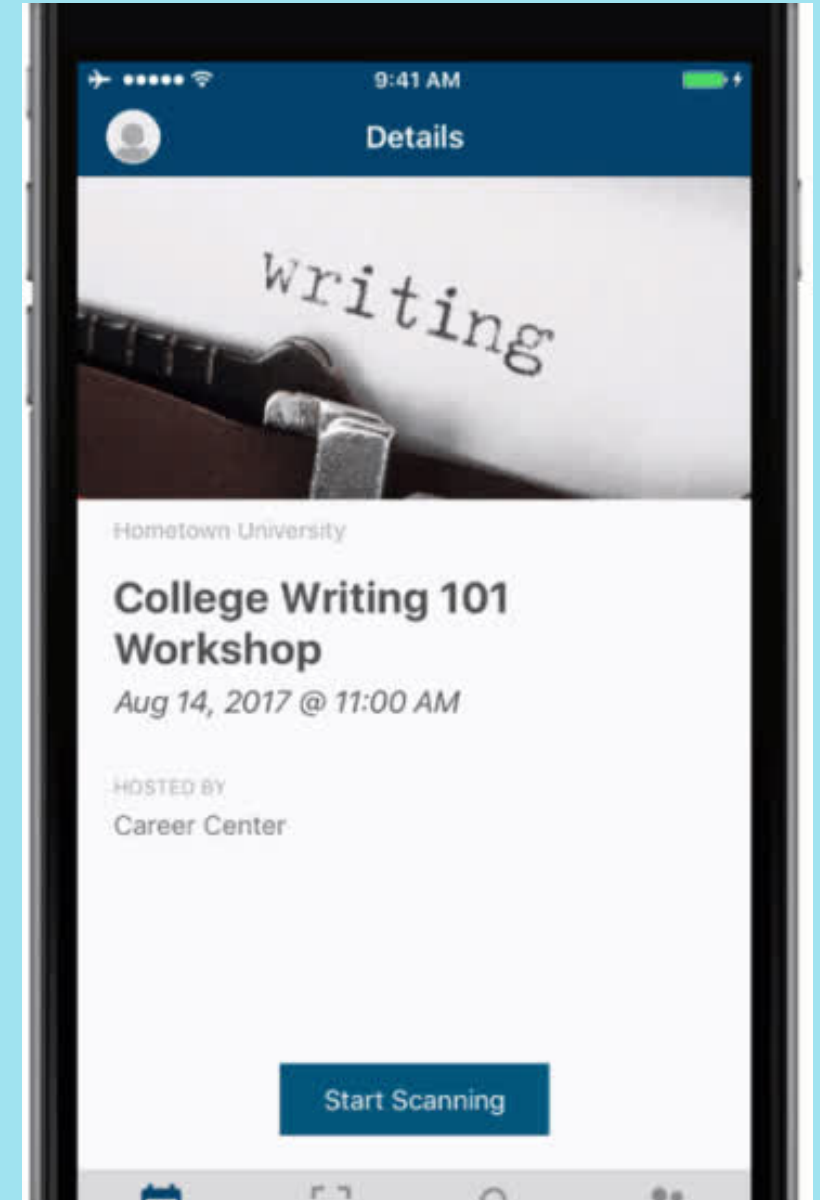 9:41 AM
Details
writing
Hometown University
College Writing 101
Workshop
Aug 14, 2017 @ 11:00 AM
HOSTED BY
Career Center
Start Scanning